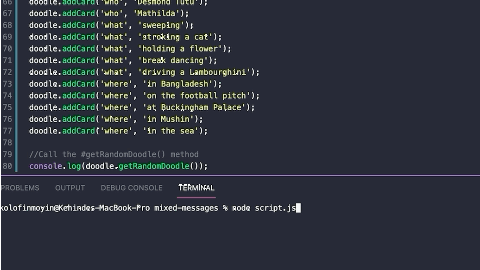 66 doodle.addCard('who', 'Desmond Tutu');
67 doodle.addCard('who', 'Mathilda');
68 doodle.addCard('what', 'sweeping');
69 doodle.addCard('what', 'stroking a cat');
70 doodle.addCard('what', 'holding a flower');
71 doodle.addCard('what', 'break dancing');
72 doodle.addCard('what', 'driving a Lambourghini');
73 doodle.addCard('where', 'in Bangladesh');
74 doodle.addCard('where', 'on the football pitch');
75 doodle.addCard('where', 'at Buckingham Palace');
76 doodle.addCard('where', 'in Mushin');
77 doodle.addCard('where', 'in the sea');
78
79 //Call the #getRandomDoodle() method
80 console.log(doodle.getRandomDoodle());
PROBLEMS OUTPUT DEBUG CONSOLE TERMINAL
kolofinmoyin@Kehindes-MacBook-Pro mixed-messages % node script.js